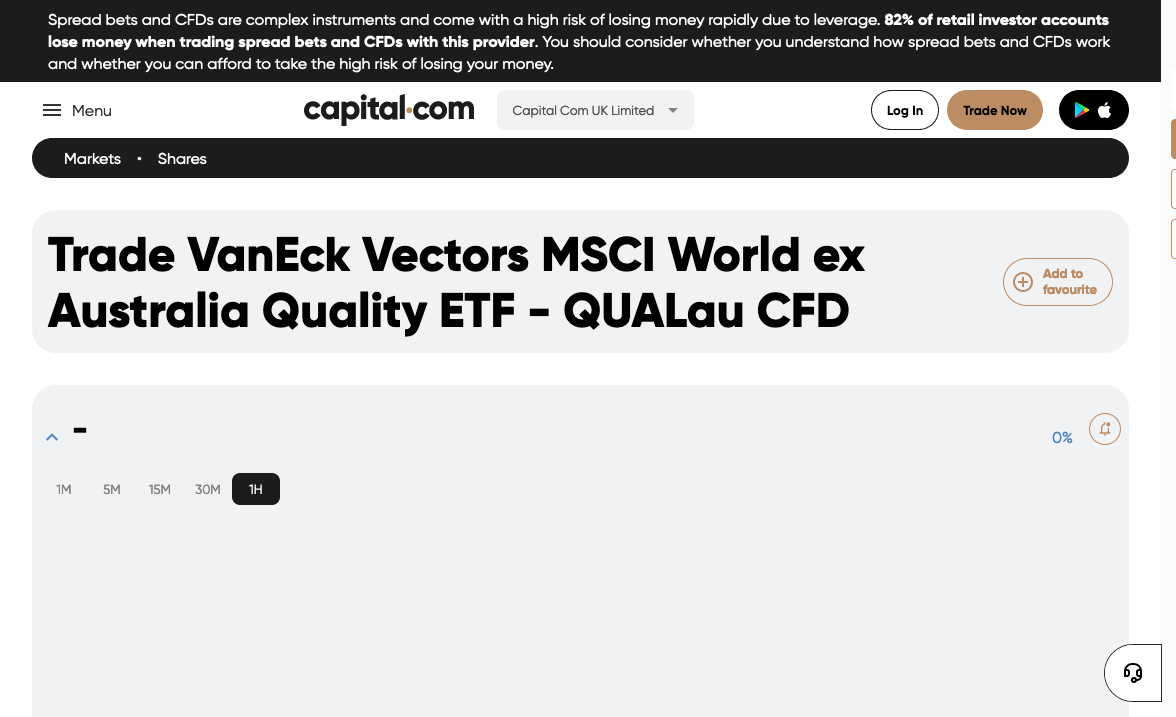 Spread bets and CFDs are complex instruments and come with a high risk of losing money rapidly due to leverage. 82% of retail investor accounts
lose money when trading spread bets and CFDs with this provider. You should consider whether you understand how spread bets and CFDs work
and whether you can afford to take the high risk of losing your money.
Menu
capital.com
Capital Com UK Limited
Log In
Trade Now
Markets • Shares
Trade VanEck Vectors MSCI World ex
Australia Quality ETF - QUALau CFD
Add to
favourite
-
0%
1M 5M 15M 30M 1H